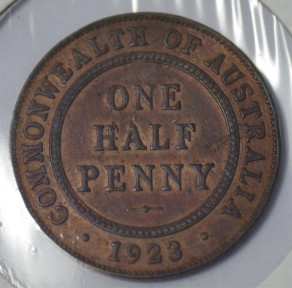 COMMONWEALTH OF AUSTRALIA
ONE
HALF
PENNY
· 1923 ·